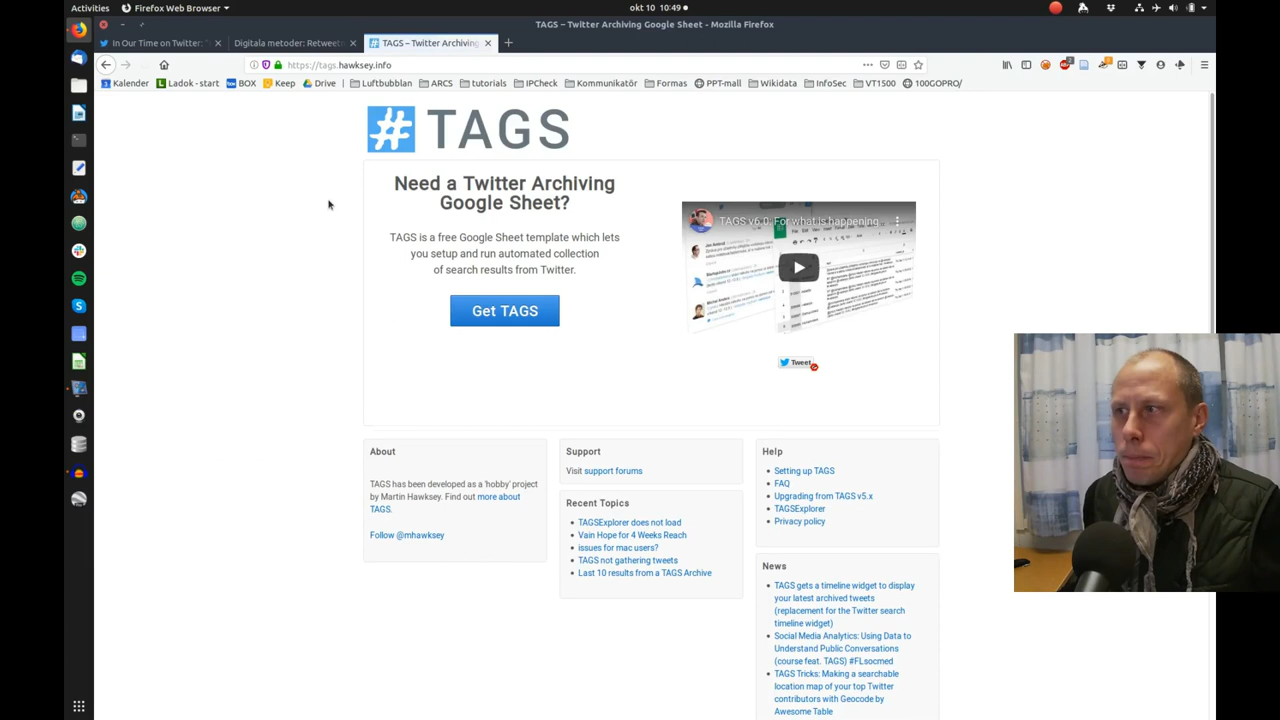 Activities
Firefox Web Browser
okt 10 10:49
TAGS – Twitter Archiving Google Sheet - Mozilla Firefox
In Our Time on Twitter:
Digitala metoder: Retweetn
TAGS – Twitter Archiving
https://tags.hawksey.info
Kalender
Ladok - start
BOX
Keep
Drive
Luftbubblan
ARCS
tutorials
IPCheck
Kommunikatör
Formas
PPT-mall
Wikidata
InfoSec
VT1500
100GOPRO/
# TAGS
Need a Twitter Archiving
Google Sheet?
TAGS is a free Google Sheet template which lets
you setup and run automated collection
of search results from Twitter.
Get TAGS
TAGS v6.0: For what is happening...
Tweet
About
TAGS has been developed as a 'hobby' project
by Martin Hawksey. Find out more about
TAGS.
Follow @mhawksey
Support
Visit support forums
Recent Topics
TAGSExplorer does not load
Vain Hope for 4 Weeks Reach
issues for mac users?
TAGS not gathering tweets
Last 10 results from a TAGS Archive
Help
Setting up TAGS
FAQ
Upgrading from TAGS v5.x
TAGSExplorer
Privacy policy
News
TAGS gets a timeline widget to display
your latest archived tweets
(replacement for the Twitter search
timeline widget)
Social Media Analytics: Using Data to
Understand Public Conversations
(course feat. TAGS) #FLsocmed
TAGS Tricks: Making a searchable
location map of your top Twitter
contributors with Geocode by
Awesome Table